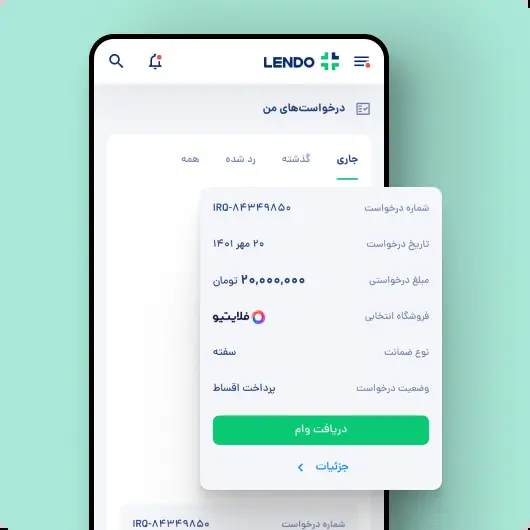 LENDO
درخواست‌های من
جاری گذشته رد شده همه
شماره درخواست IRQ-۸۴۳۴۹۸۵۰
تاریخ درخواست ۲۰ مهر ۱۴۰۱
مبلغ درخواستی ۲۰,۰۰۰,۰۰۰ تومان
فروشگاه انتخابی فلایتیو
نوع ضمانت سفته
وضعیت درخواست پرداخت اقساط
دریافت وام
جزئیات
شماره درخواست IRQ-۸۴۳۴۹۸۵۰